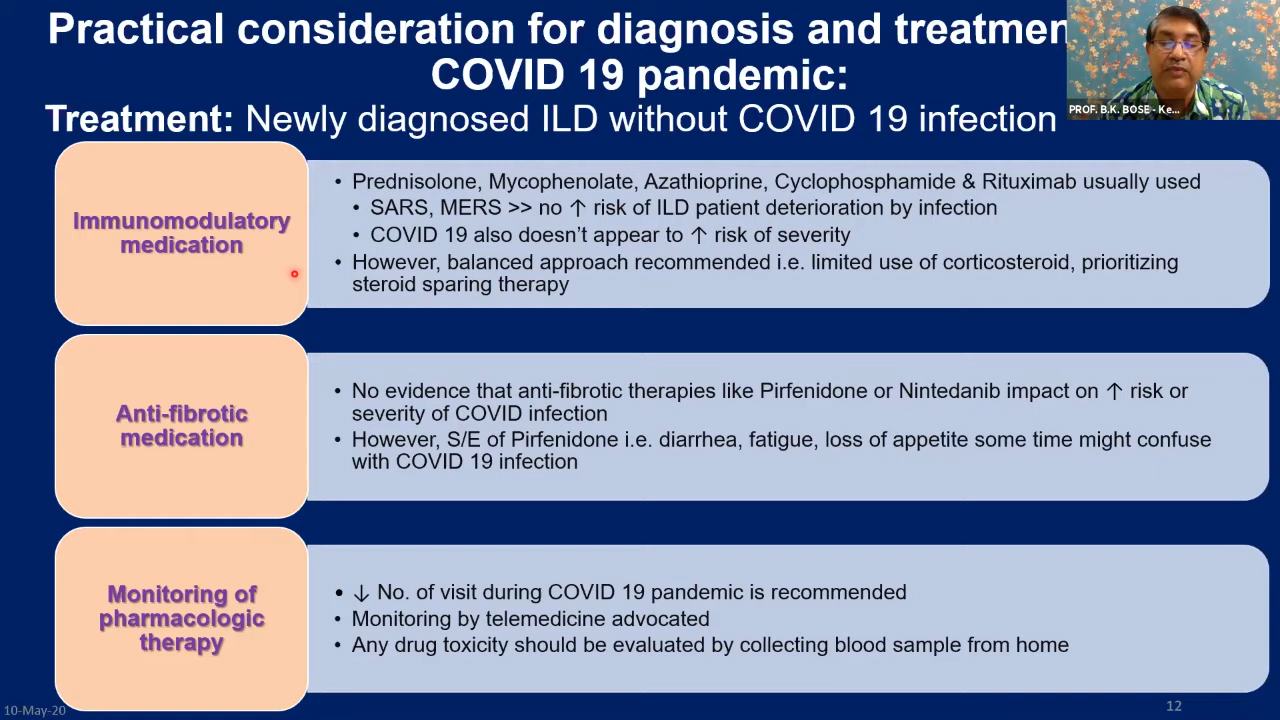 Practical consideration for diagnosis and treatmen
COVID 19 pandemic:
Treatment: Newly diagnosed ILD without COVID 19 infection
PROF. B.K. BOSE - Ke...
Immunomodulatory
medication
• Prednisolone, Mycophenolate, Azathioprine, Cyclophosphamide & Rituximab usually used
• SARS, MERS >> no ↑ risk of ILD patient deterioration by infection
• COVID 19 also doesn't appear to ↑ risk of severity
• However, balanced approach recommended i.e. limited use of corticosteroid, prioritizing
steroid sparing therapy
Anti-fibrotic
medication
• No evidence that anti-fibrotic therapies like Pirfenidone or Nintedanib impact on ↑ risk or
severity of COVID infection
• However, S/E of Pirfenidone i.e. diarrhea, fatigue, loss of appetite some time might confuse
with COVID 19 infection
Monitoring of
pharmacologic
therapy
• ↓ No. of visit during COVID 19 pandemic is recommended
• Monitoring by telemedicine advocated
• Any drug toxicity should be evaluated by collecting blood sample from home
10-May-20
12